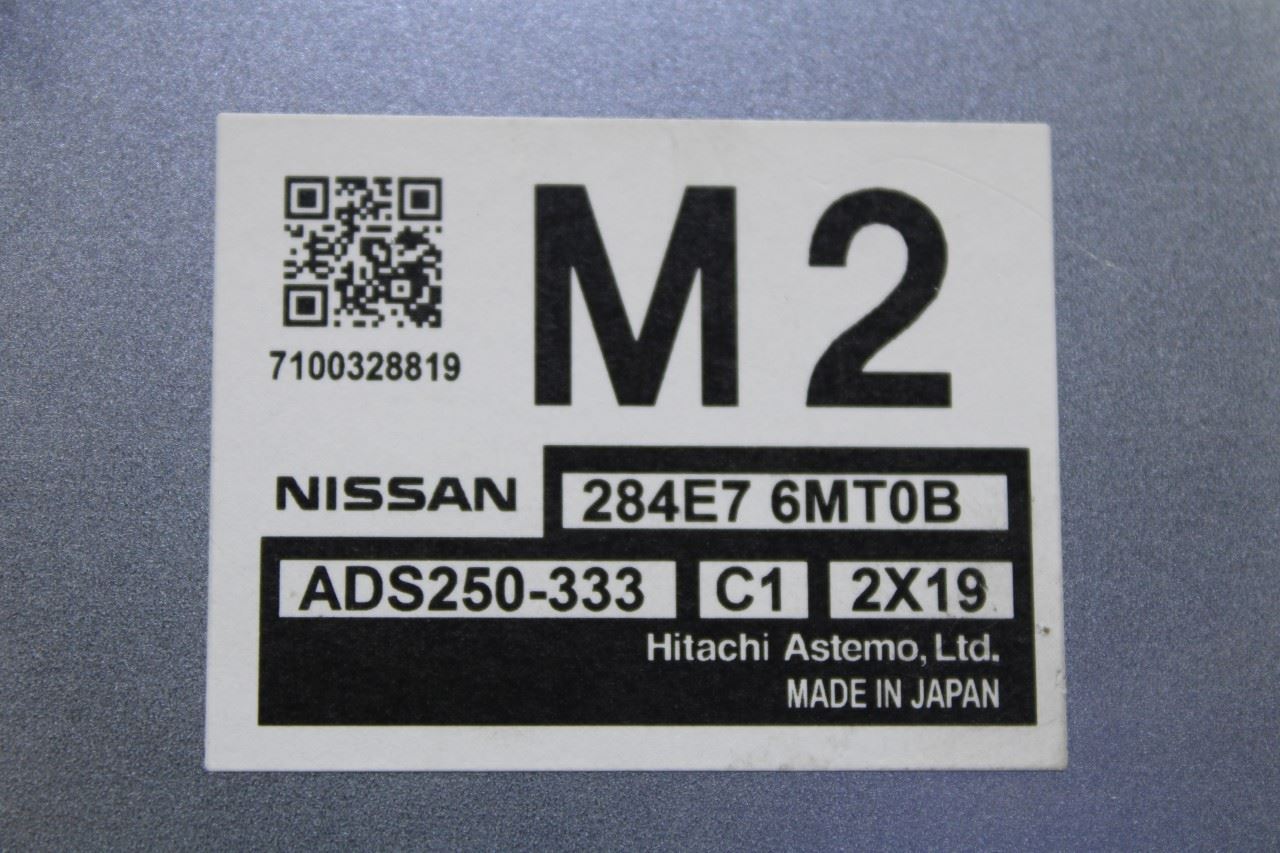 M2
7100328819
NISSAN 284E7 6MT0B
ADS250-333 C1 2X19
Hitachi Astemo, Ltd.
MADE IN JAPAN